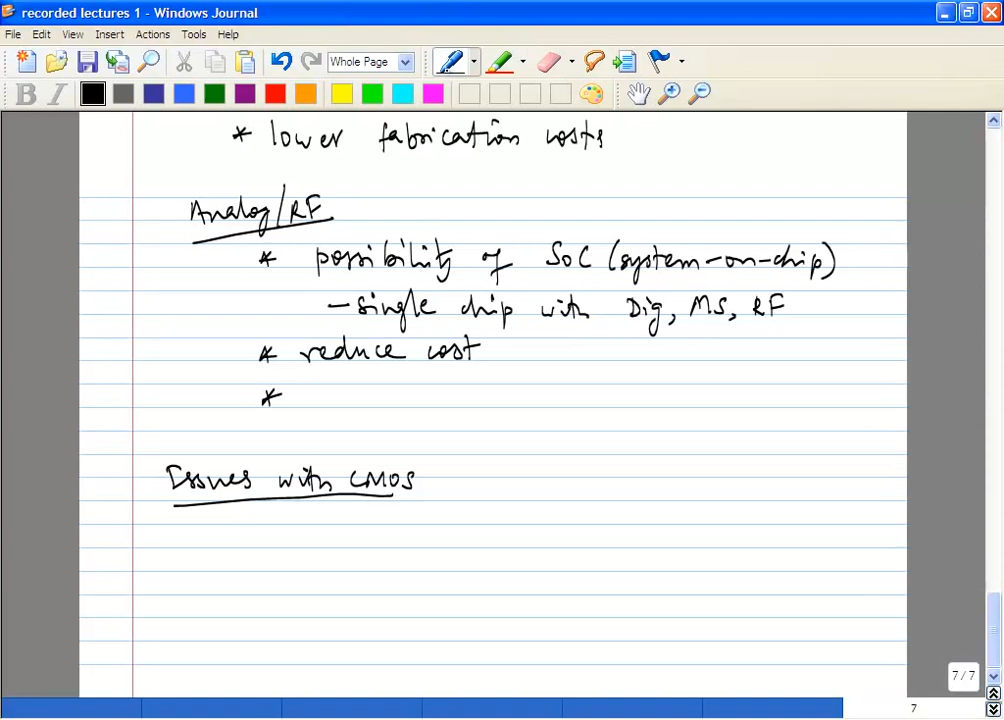 recorded lectures 1 - Windows Journal
File Edit View Insert Actions Tools Help
Whole Page
B I
* lower fabrication costs
Analog/RF
* possibility of SoC (system-on-chip)
- single chip with Dig, MS, RF
* reduce cost
*
Issues with CMOS
7 / 7
7